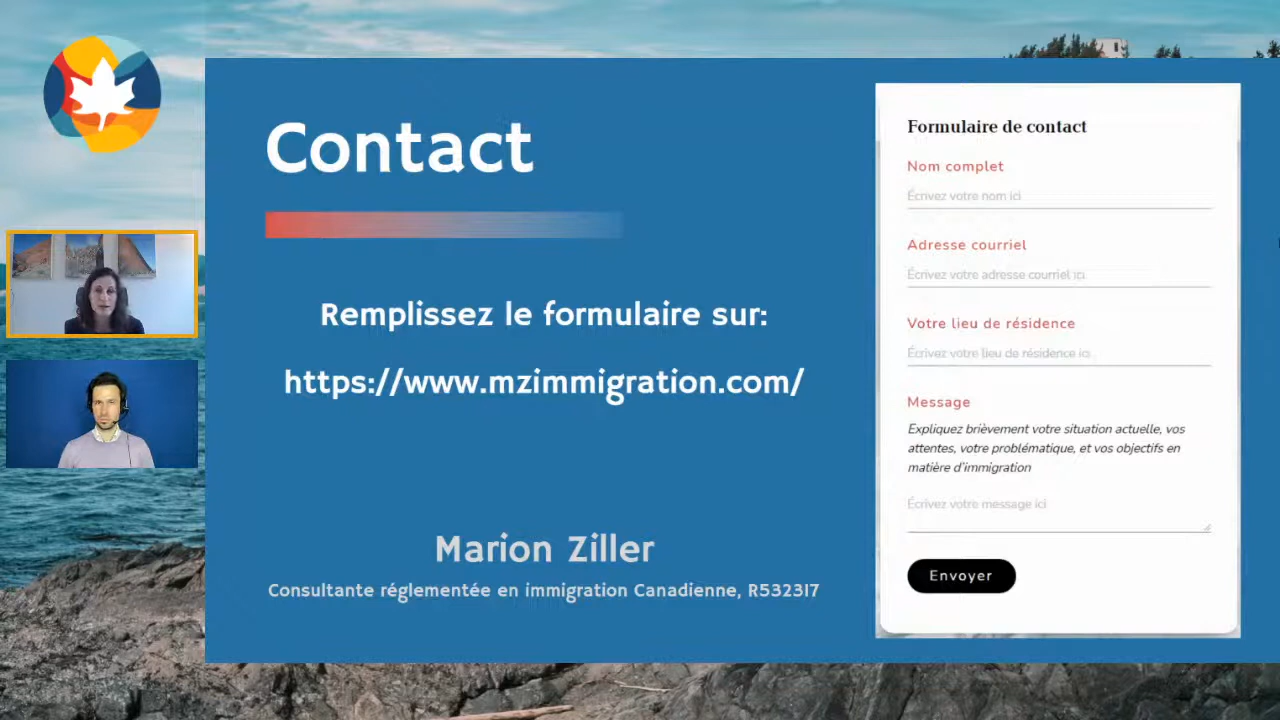 Contact
Remplissez le formulaire sur:
https://www.mzimmigration.com/
Marion Ziller
Consultante réglementée en immigration Canadienne, R532317
Formulaire de contact
Nom complet
Écrivez votre nom ici
Adresse courriel
Écrivez votre adresse courriel ici
Votre lieu de résidence
Écrivez votre lieu de résidence ici
Message
Expliquez brièvement votre situation actuelle, vos
attentes, votre problématique, et vos objectifs en
matière d'immigration
Écrivez votre message ici
Envoyer